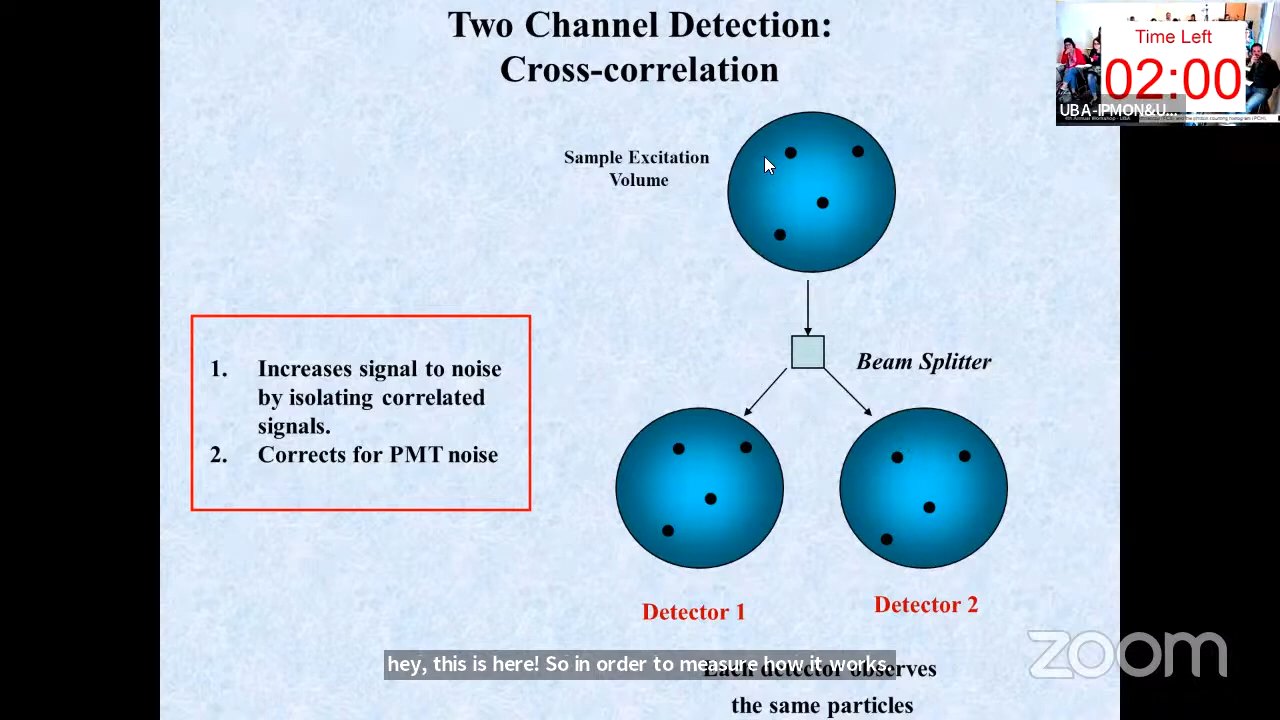 Two Channel Detection:
Cross-correlation
Time Left
02:00
UBA-IPMON&U...
Sample Excitation
Volume
1. Increases signal to noise
by isolating correlated
signals.
2. Corrects for PMT noise
Beam Splitter
Detector 1
Detector 2
hey, this is here! So in order to measure how it works.
Each detector observes
the same particles
zoom